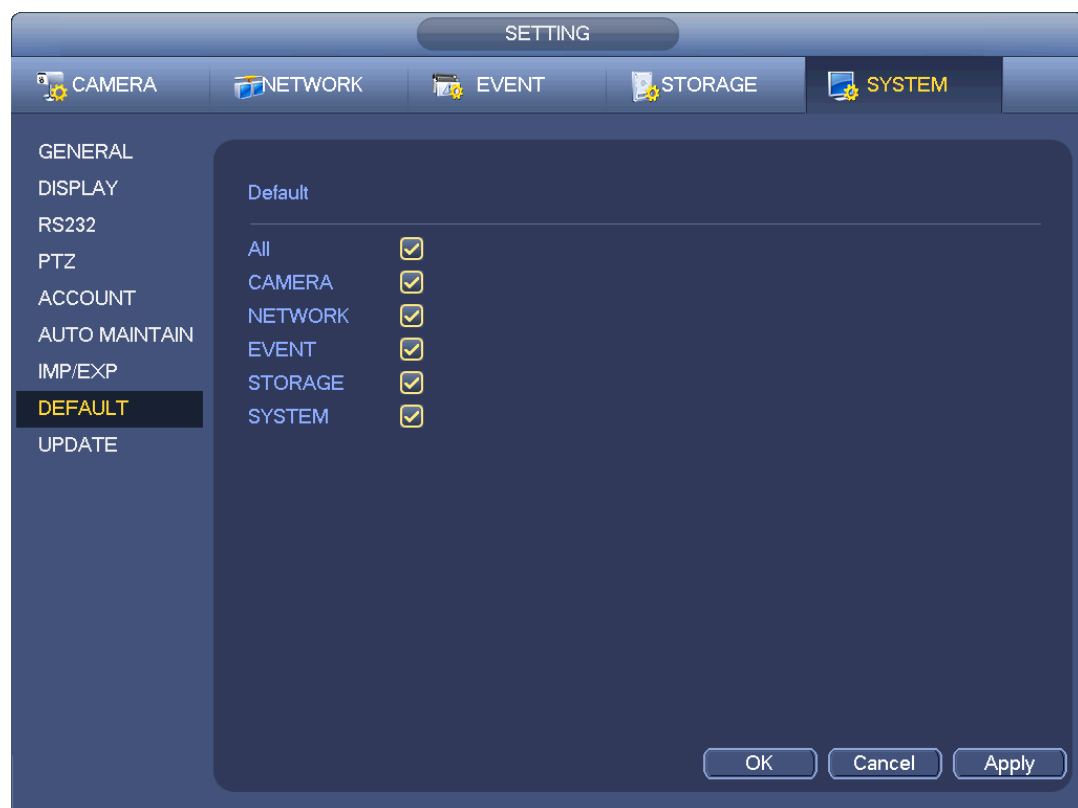 SETTING
CAMERA NETWORK EVENT STORAGE SYSTEM
GENERAL
DISPLAY
RS232
PTZ
ACCOUNT
AUTO MAINTAIN
IMP/EXP
DEFAULT
UPDATE
Default
All
CAMERA
NETWORK
EVENT
STORAGE
SYSTEM
OK Cancel Apply